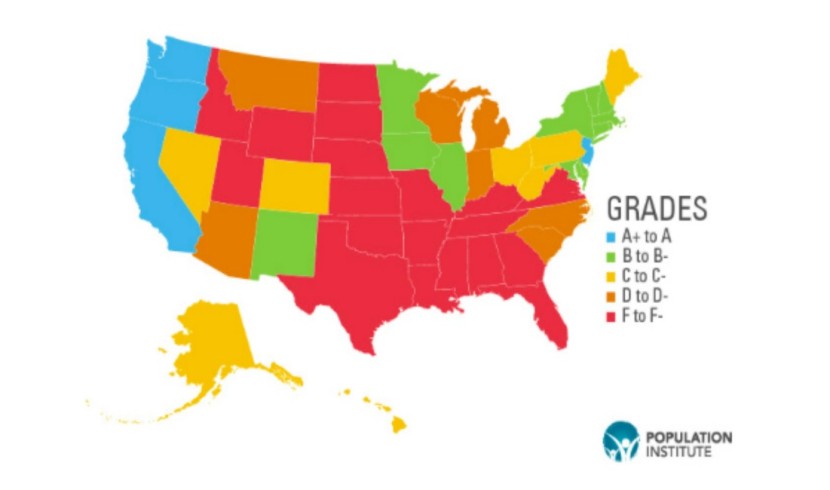 GRADES
A+ to A
B to B-
C to C-
D to D-
F to F-
POPULATION
INSTITUTE